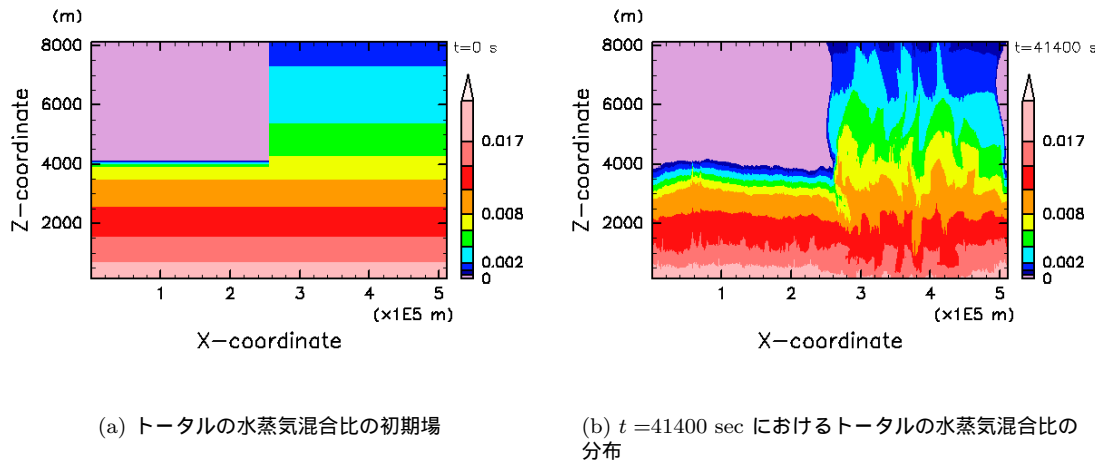 (m)
8000
6000
4000
2000
Z-coordinate
1 2 3 4 5
(×1E5 m)
X-coordinate
t=0 s
0.017
0.008
0.002
0
(m)
8000
6000
4000
2000
Z-coordinate
1 2 3 4 5
(×1E5 m)
X-coordinate
t=41400 s
0.017
0.008
0.002
0
(a) トータルの水蒸気混合比の初期場
(b) t =41400 sec におけるトータルの水蒸気混合比の
分布